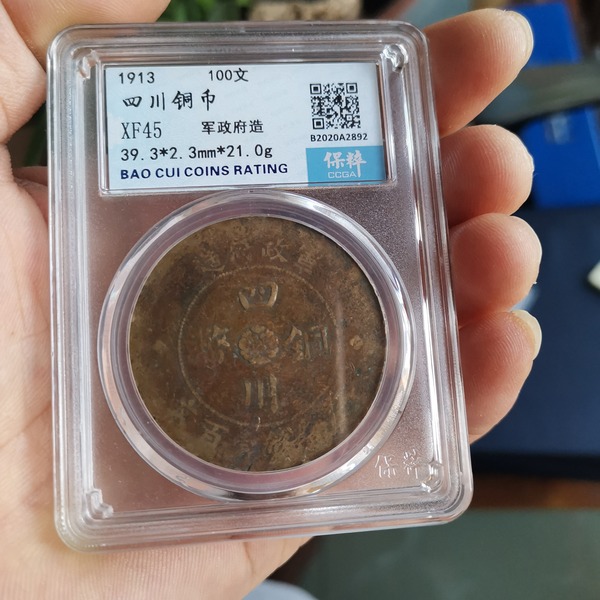 1913 100文
四川铜币
XF45 军政府造
B2020A2892
39.3*2.3mm*21.0g
保粹
CCGA
BAO CUI COINS RATING
造府政軍
四
幣 銅
川
百
保粹